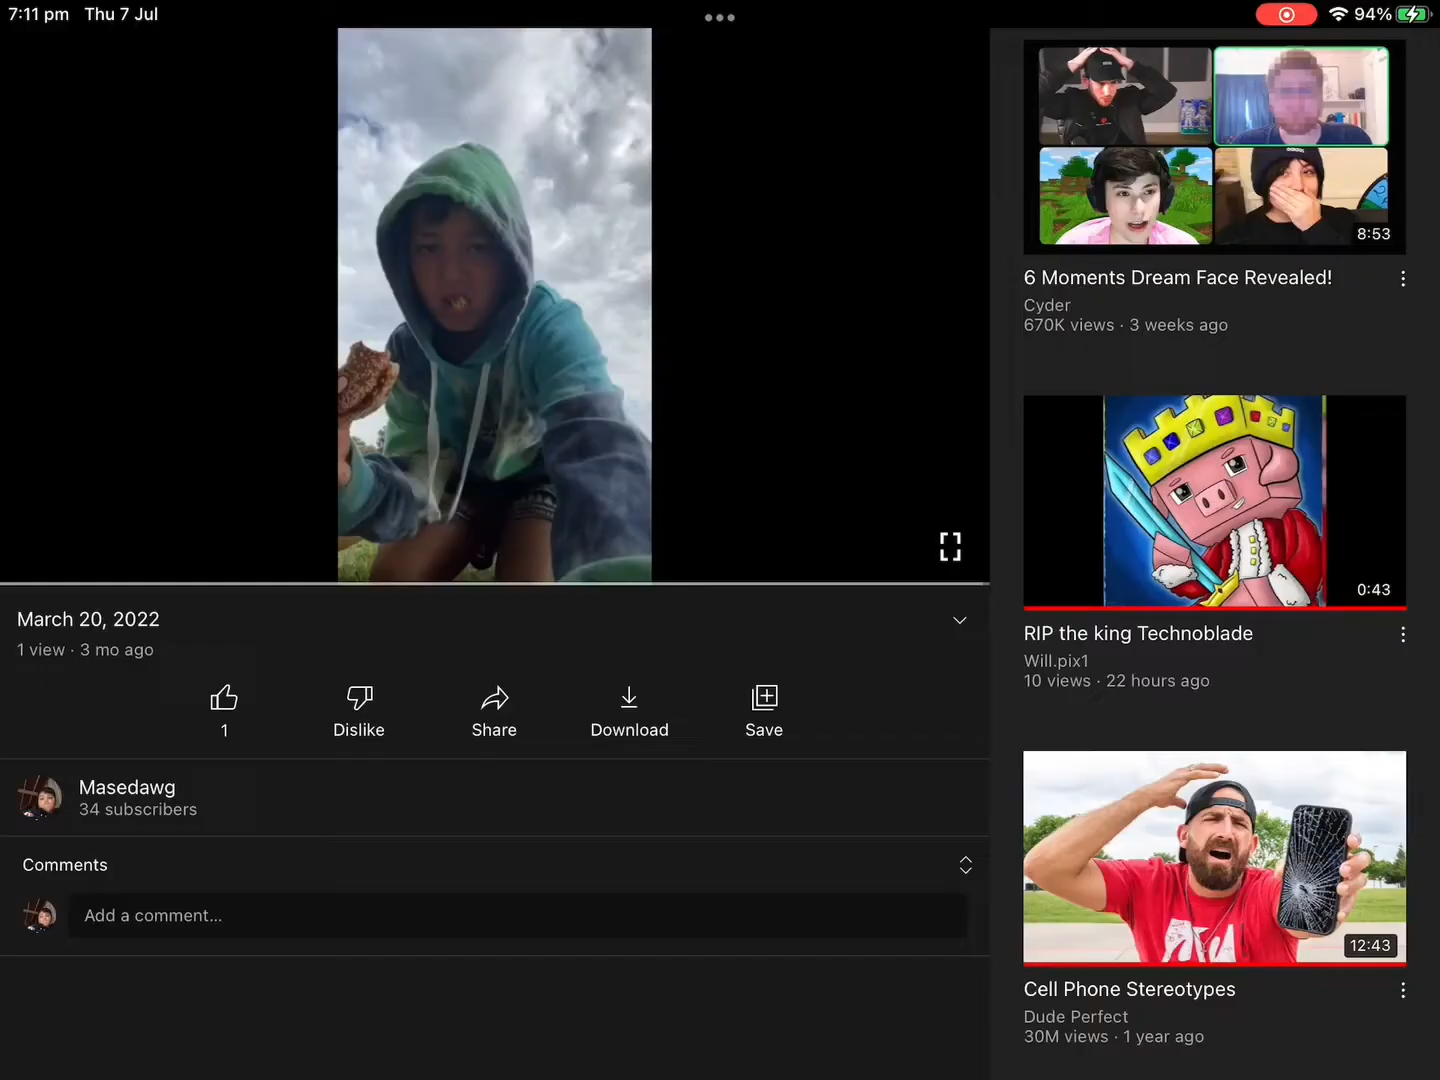 7:11 pm Thu 7 Jul
94%
8:53
6 Moments Dream Face Revealed!
Cyder
670K views · 3 weeks ago
0:43
RIP the king Technoblade
Will.pix1
10 views · 22 hours ago
12:43
Cell Phone Stereotypes
Dude Perfect
30M views · 1 year ago
March 20, 2022
1 view · 3 mo ago
1
Dislike
Share
Download
Save
Masedawg
34 subscribers
Comments
Add a comment...